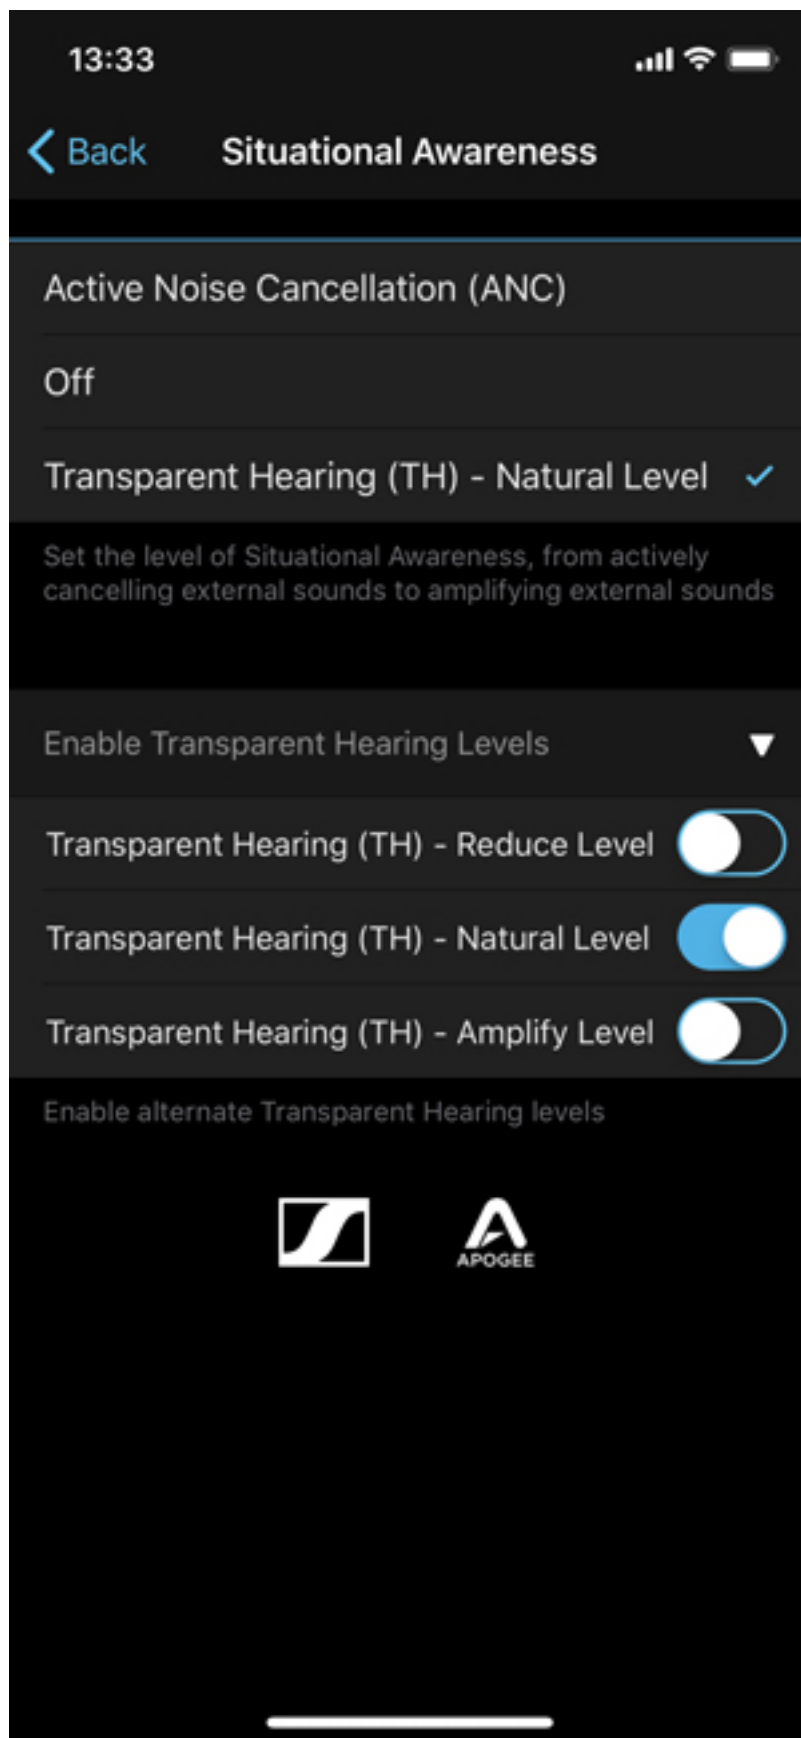 13:33
Back
Situational Awareness
Active Noise Cancellation (ANC)
Off
Transparent Hearing (TH) - Natural Level
Set the level of Situational Awareness, from actively
cancelling external sounds to amplifying external sounds
Enable Transparent Hearing Levels
Transparent Hearing (TH) - Reduce Level
Transparent Hearing (TH) - Natural Level
Transparent Hearing (TH) - Amplify Level
Enable alternate Transparent Hearing levels
APOGEE